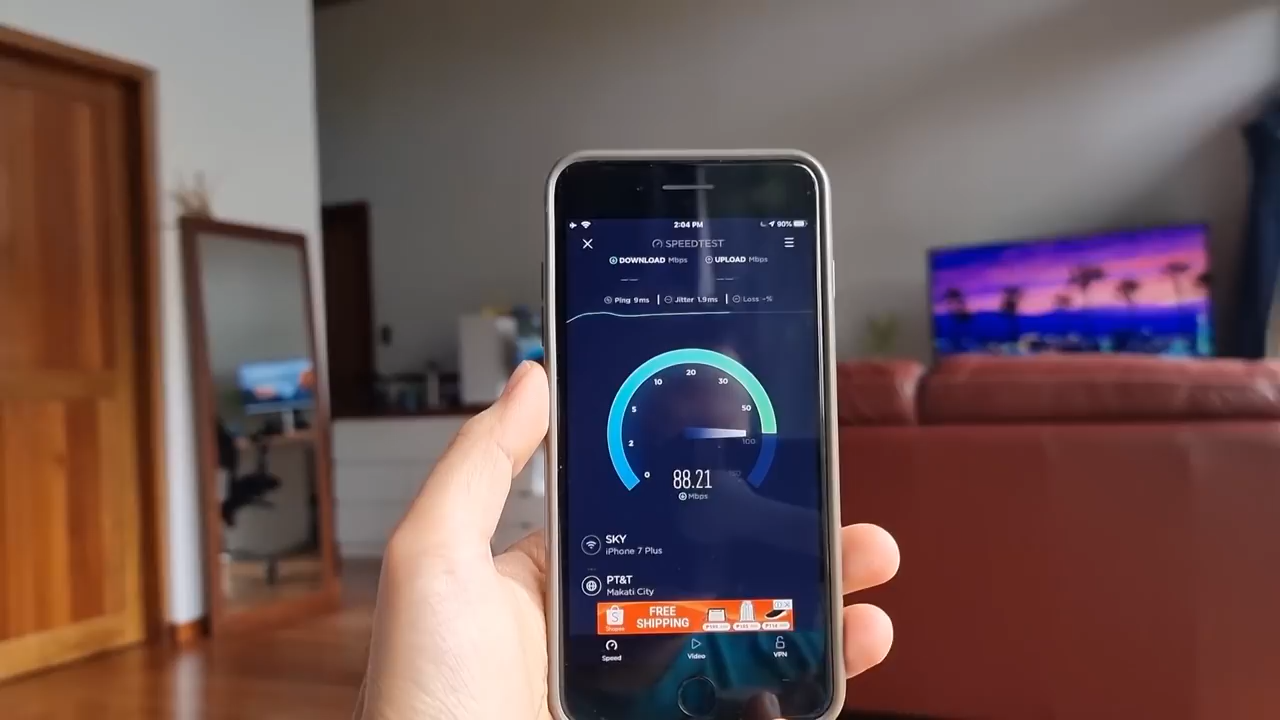 2:04 PM 90%
SPEEDTEST
DOWNLOAD Mbps UPLOAD Mbps
Ping 9ms Jitter 1.9ms Loss -%
0
2
5
10
20
30
50
100
88.21
Mbps
SKY
iPhone 7 Plus
PT&T
Makati City
Shopee
FREE
SHIPPING
Speed Video VPN